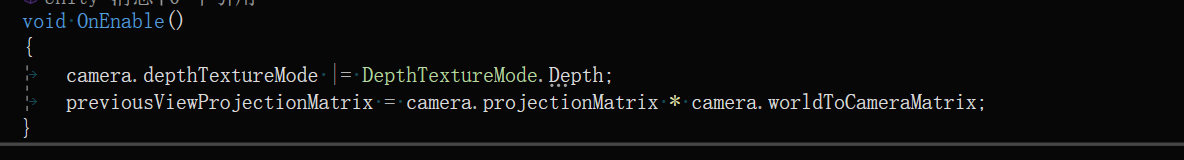 void OnEnable()
{
camera.depthTextureMode |= DepthTextureMode.Depth;
previousViewProjectionMatrix = camera.projectionMatrix * camera.worldToCameraMatrix;
}